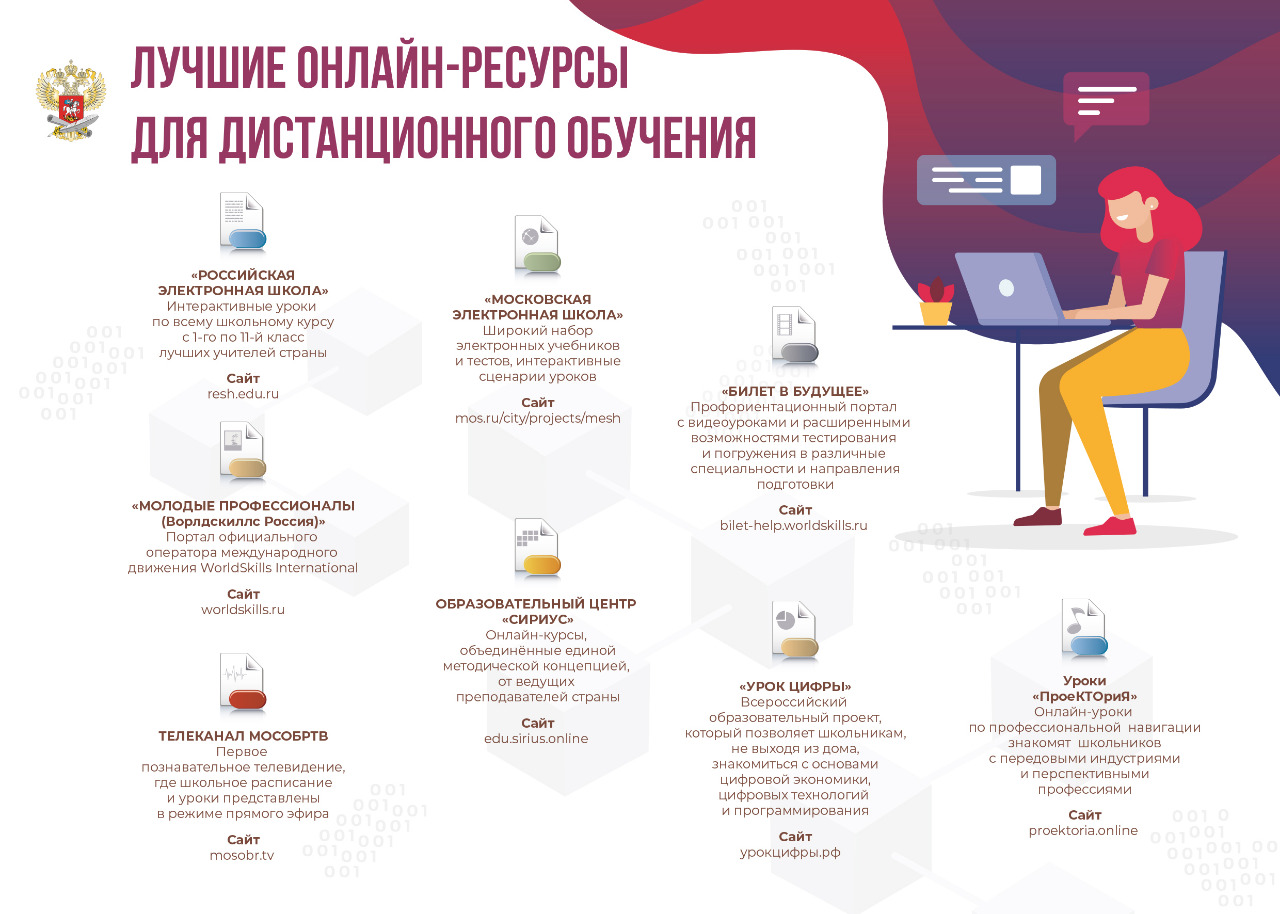 ЛУЧШИЕ ОНЛАЙН-РЕСУРСЫ
ДЛЯ ДИСТАНЦИОННОГО ОБУЧЕНИЯ
«РОССИЙСКАЯ
ЭЛЕКТРОННАЯ ШКОЛА»
Интерактивные уроки
по всему школьному курсу
с 1-го по 11-й класс
лучших учителей страны
Сайт
resh.edu.ru
«МОЛОДЫЕ ПРОФЕССИОНАЛЫ
(Ворлдскиллс Россия)»
Портал официального
оператора международного
движения WorldSkills International
Сайт
worldskills.ru
ТЕЛЕКАНАЛ МОСОБРТВ
Первое
познавательное телевидение,
где школьное расписание
и уроки представлены
в режиме прямого эфира
Сайт
mosobr.tv
«МОСКОВСКАЯ
ЭЛЕКТРОННАЯ ШКОЛА»
Широкий набор
электронных учебников
и тестов, интерактивные
сценарии уроков
Сайт
mos.ru/city/projects/mesh
ОБРАЗОВАТЕЛЬНЫЙ ЦЕНТР
«СИРИУС»
Онлайн-курсы,
объединённые единой
методической концепцией,
от ведущих
преподавателей страны
Сайт
edu.sirius.online
«БИЛЕТ В БУДУЩЕЕ»
Профориентационный портал
с видеоуроками и расширенными
возможностями тестирования
и погружения в различные
специальности и направления
подготовки
Сайт
bilet-help.worldskills.ru
«УРОК ЦИФРЫ»
Всероссийский
образовательный проект,
который позволяет школьникам,
не выходя из дома,
знакомиться с основами
цифровой экономики,
цифровых технологий
и программирования
Сайт
урокцифры.рф
Уроки
«ПроеКТОриЯ»
Онлайн-уроки
по профессиональной навигации
знакомят школьников
с передовыми индустриями
и перспективными
профессиями
Сайт
proektoria.online